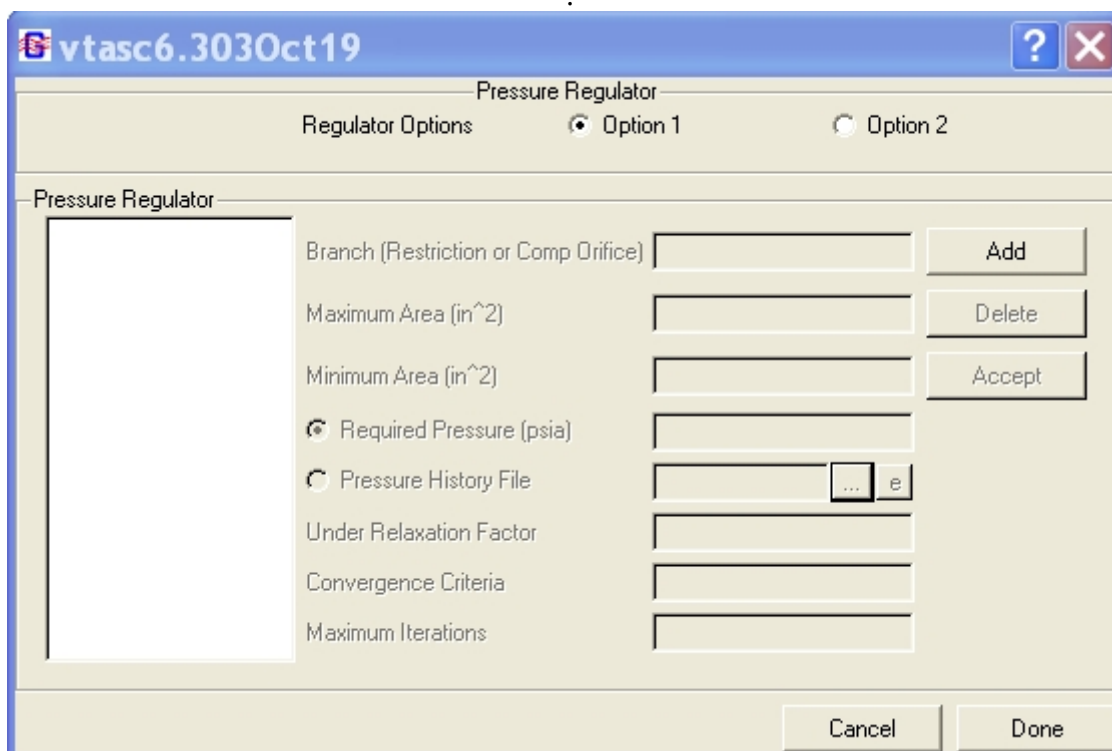 vtasc6.303Oct19
Pressure Regulator
Regulator Options Option 1 Option 2
Pressure Regulator
Branch (Restriction or Comp Orifice) Add
Maximum Area (in^2) Delete
Minimum Area (in^2) Accept
Required Pressure (psia)
Pressure History File ... e
Under Relaxation Factor
Convergence Criteria
Maximum Iterations
Cancel Done